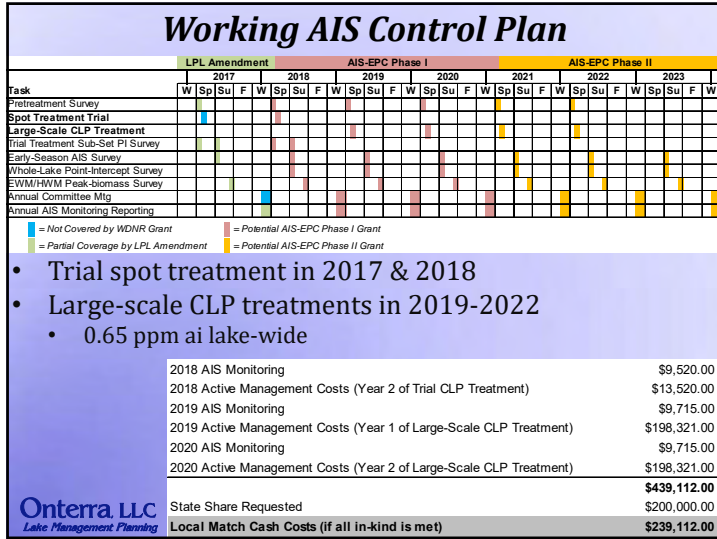 Working AIS Control Plan
LPL Amendment AIS-EPC Phase I AIS-EPC Phase II
2017 2018 2019 2020 2021 2022 2023
Task W Sp Su F W Sp Su F W Sp Su F W Sp Su F W Sp Su F W Sp Su F W Sp Su F W
Pretreatment Survey
Spot Treatment Trial
Large-Scale CLP Treatment
Trial Treatment Sub-Set PI Survey
Early-Season AIS Survey
Whole-Lake Point-Intercept Survey
EWM/HWM Peak-biomass Survey
Annual Committee Mtg
Annual AIS Monitoring Reporting
= Not Covered by WDNR Grant = Potential AIS-EPC Phase I Grant
= Partial Coverage by LPL Amendment = Potential AIS-EPC Phase II Grant
• Trial spot treatment in 2017 & 2018
• Large-scale CLP treatments in 2019-2022
• 0.65 ppm ai lake-wide
2018 AIS Monitoring $9,520.00
2018 Active Management Costs (Year 2 of Trial CLP Treatment) $13,520.00
2019 AIS Monitoring $9,715.00
2019 Active Management Costs (Year 1 of Large-Scale CLP Treatment) $198,321.00
2020 AIS Monitoring $9,715.00
2020 Active Management Costs (Year 2 of Large-Scale CLP Treatment) $198,321.00
$439,112.00
State Share Requested $200,000.00
Local Match Cash Costs (if all in-kind is met) $239,112.00
Onterra, LLC
Lake Management Planning